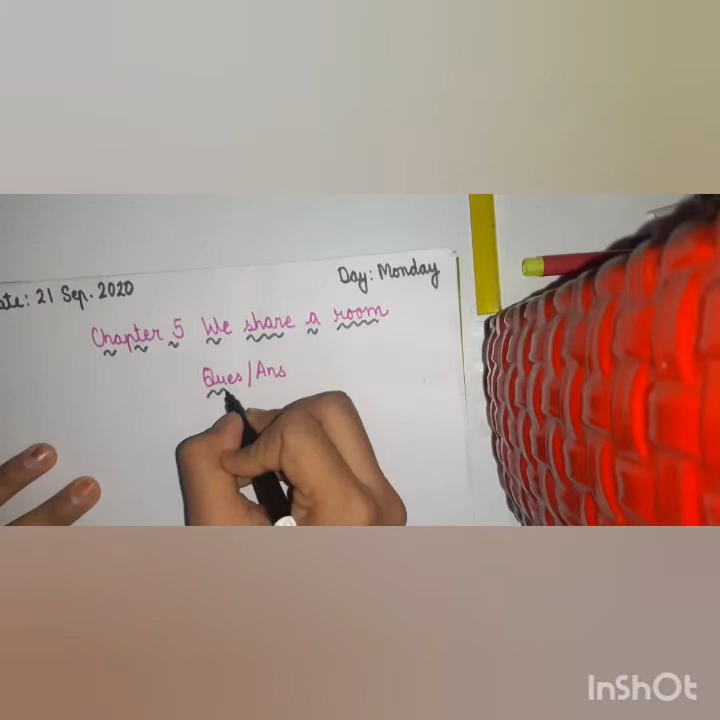 ate: 21 Sep. 2020
Day: Monday
Chapter 5 We share a room
Ques/Ans
InShOt